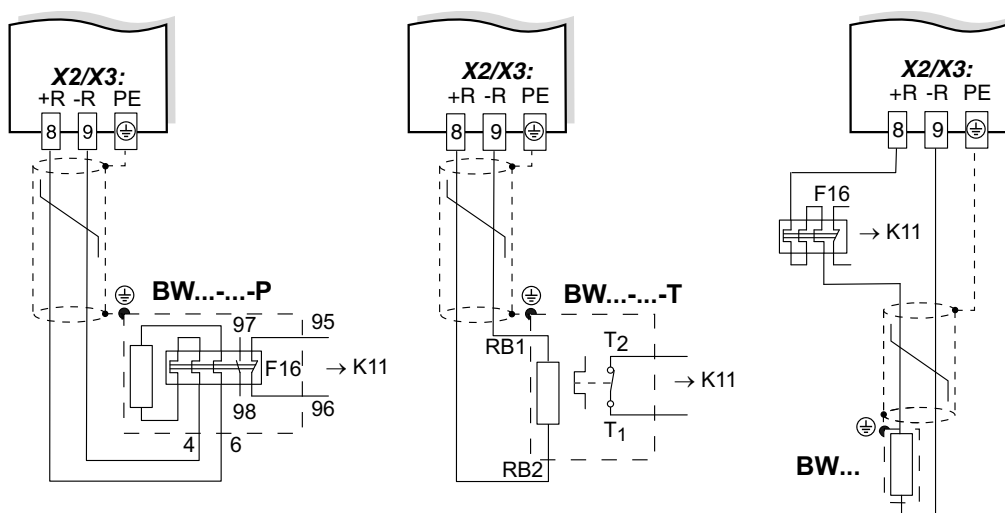 X2/X3:
+R -R PE
8 9
BW...-...-P
97 95
F16 → K11
98 96
4 6
X2/X3:
+R -R PE
8 9
BW...-...-T
RB1
T2
→ K11
T1
RB2
X2/X3:
+R -R PE
8 9
F16
→ K11
BW...